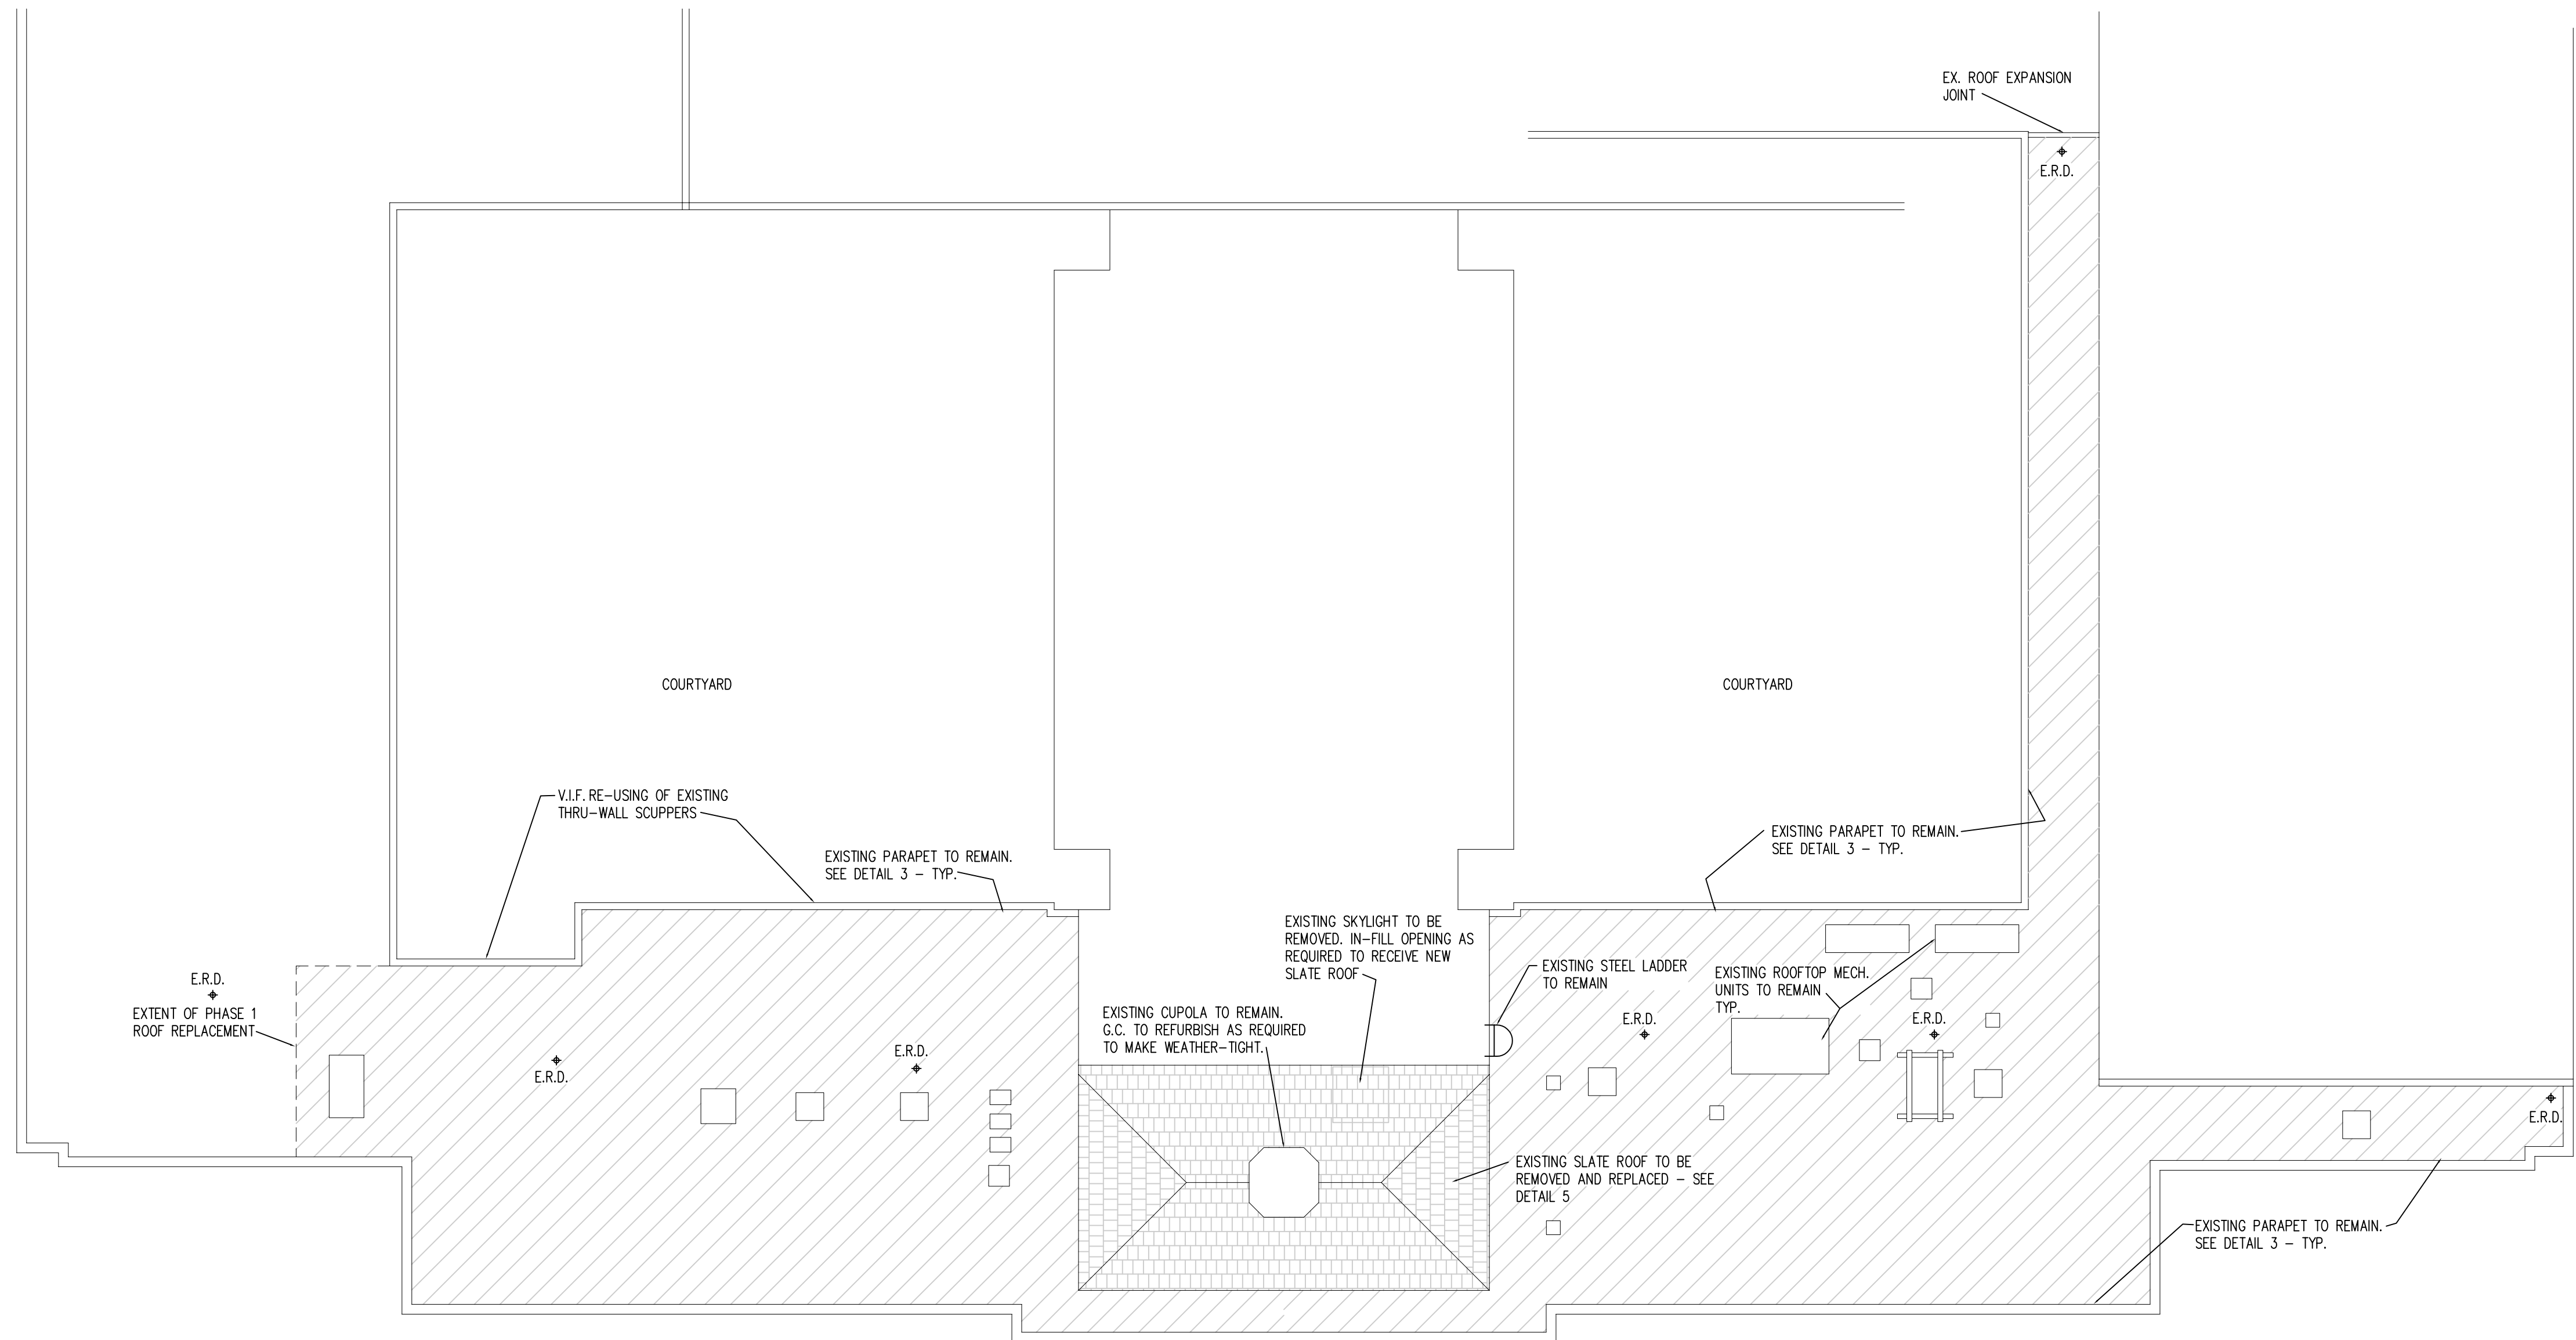 EX. ROOF EXPANSION
JOINT
E.R.D.
COURTYARD
COURTYARD
V.I.F. RE-USING OF EXISTING
THRU-WALL SCUPPERS
EXISTING PARAPET TO REMAIN.
SEE DETAIL 3 - TYP.
EXISTING PARAPET TO REMAIN.
SEE DETAIL 3 - TYP.
EXISTING SKYLIGHT TO BE
REMOVED. IN-FILL OPENING AS
REQUIRED TO RECEIVE NEW
SLATE ROOF
EXISTING STEEL LADDER
TO REMAIN
EXISTING ROOFTOP MECH.
UNITS TO REMAIN
TYP.
E.R.D.
EXTENT OF PHASE 1
ROOF REPLACEMENT
EXISTING CUPOLA TO REMAIN.
G.C. TO REFURBISH AS REQUIRED
TO MAKE WEATHER-TIGHT.
E.R.D.
E.R.D.
E.R.D.
E.R.D.
E.R.D.
EXISTING SLATE ROOF TO BE
REMOVED AND REPLACED - SEE
DETAIL 5
EXISTING PARAPET TO REMAIN.
SEE DETAIL 3 - TYP.